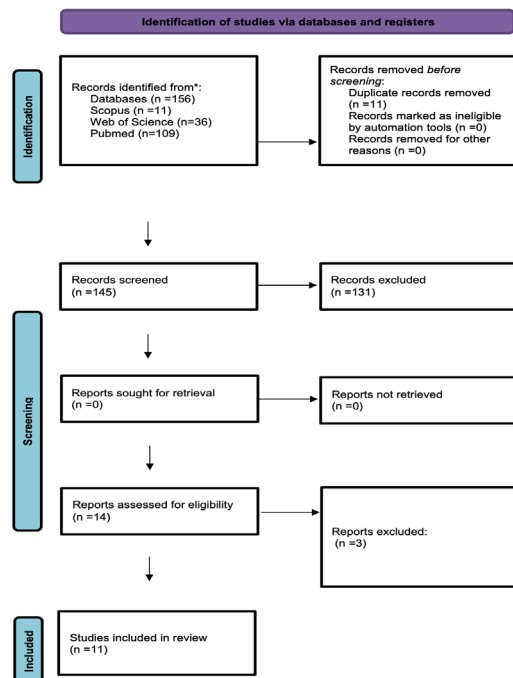 Identification of studies via databases and registers
Identification
Records identified from*:
Databases (n =156)
Scopus (n =11)
Web of Science (n=36)
Pubmed (n=109)
Records removed before
screening:
Duplicate records removed
(n =11)
Records marked as ineligible
by automation tools (n =0)
Records removed for other
reasons (n =0)
Screening
Records screened
(n =145)
Records excluded
(n =131)
Reports sought for retrieval
(n =0)
Reports not retrieved
(n =0)
Reports assessed for eligibility
(n =14)
Reports excluded:
(n =3)
Included
Studies included in review
(n =11)